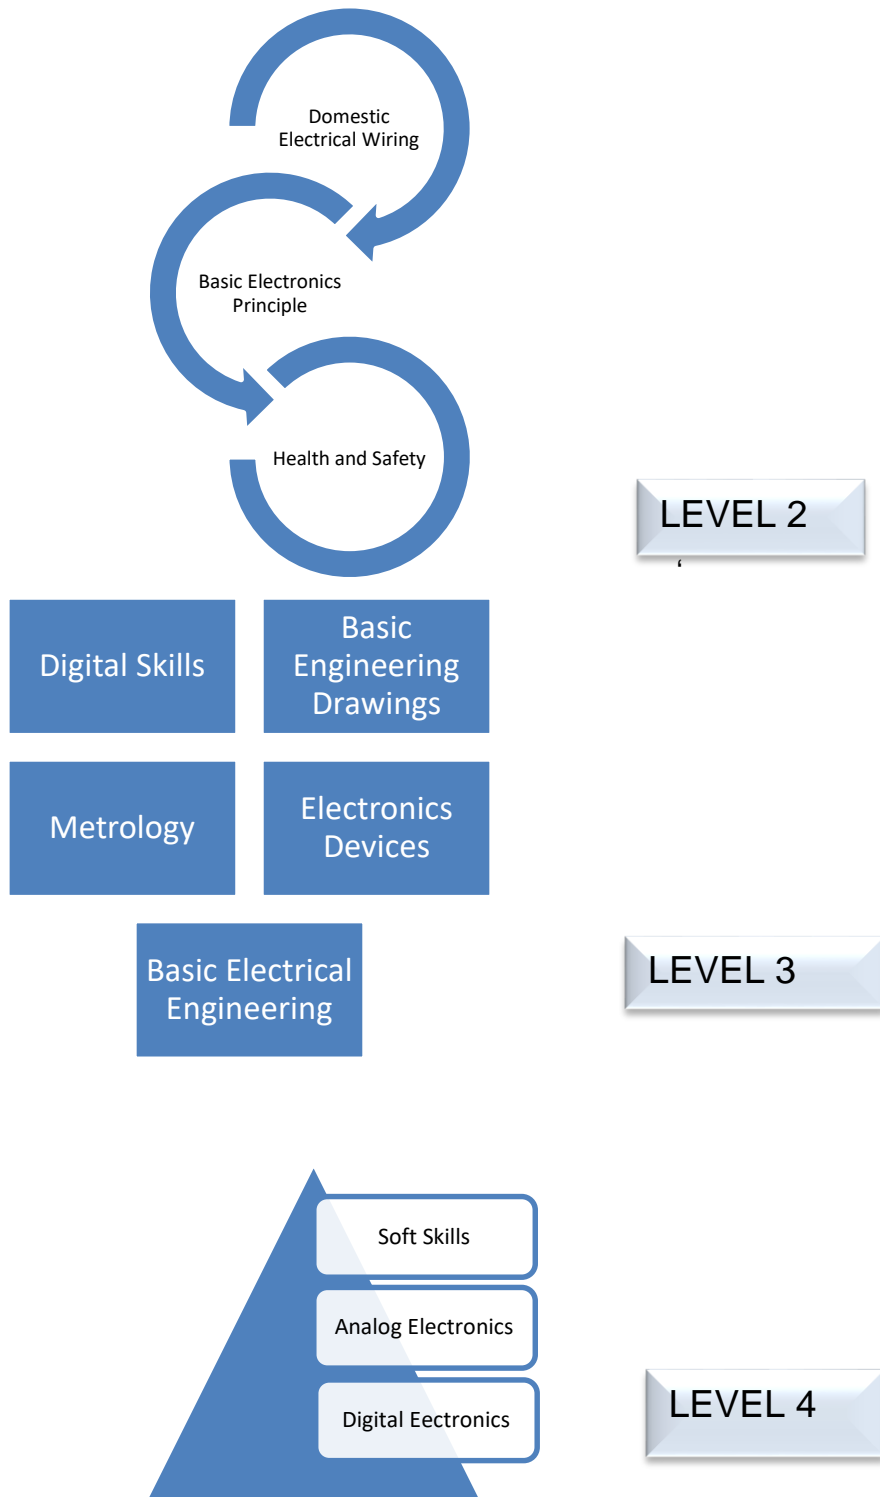 Domestic
Electrical Wiring
Basic Electronics
Principle
Health and Safety
LEVEL 2
‘
Digital Skills
Basic
Engineering
Drawings
Metrology
Electronics
Devices
Basic Electrical
Engineering
LEVEL 3
Soft Skills
Analog Electronics
Digital Eectronics
LEVEL 4